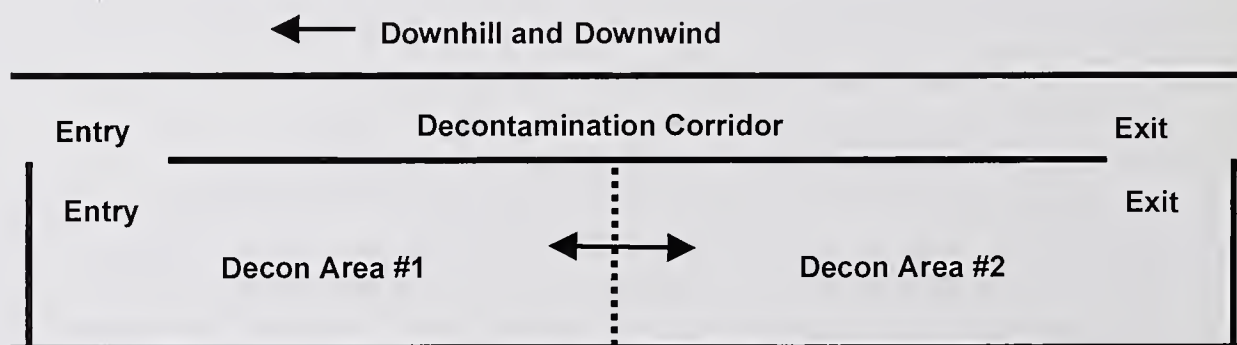 Downhill and Downwind
Entry Decontamination Corridor Exit
Entry Exit
Decon Area #1 Decon Area #2